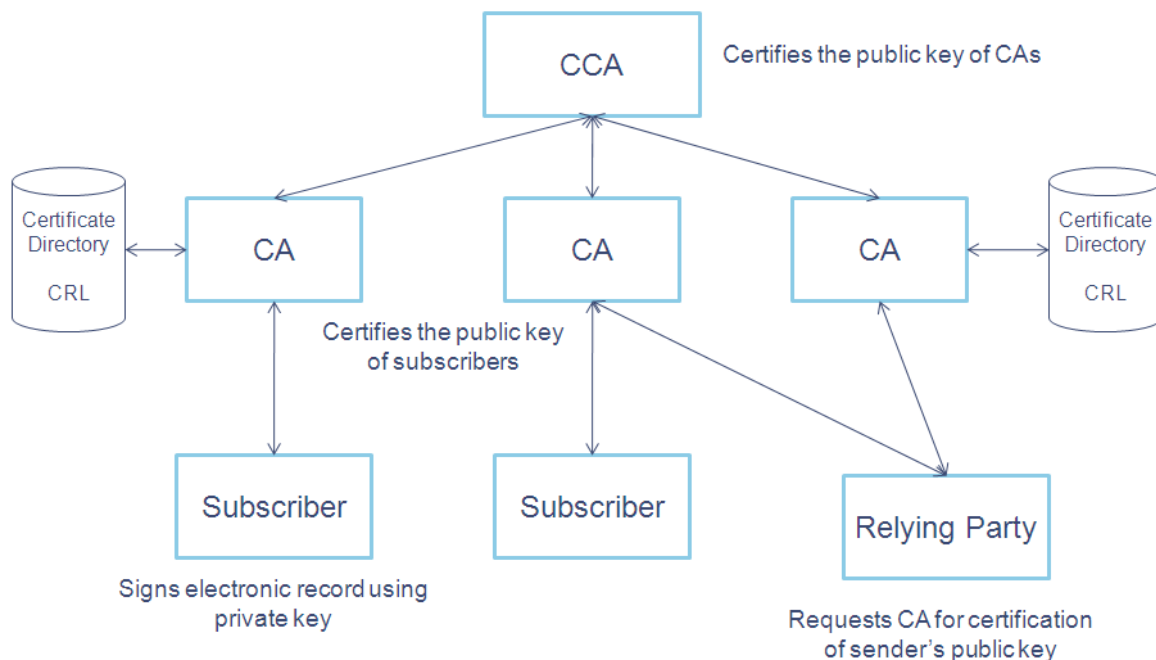 CCA
Certifies the public key of CAs
Certificate
Directory
CRL
CA
CA
CA
Certificate
Directory
CRL
Certifies the public key
of subscribers
Subscriber
Subscriber
Relying Party
Signs electronic record using
private key
Requests CA for certification
of sender's public key